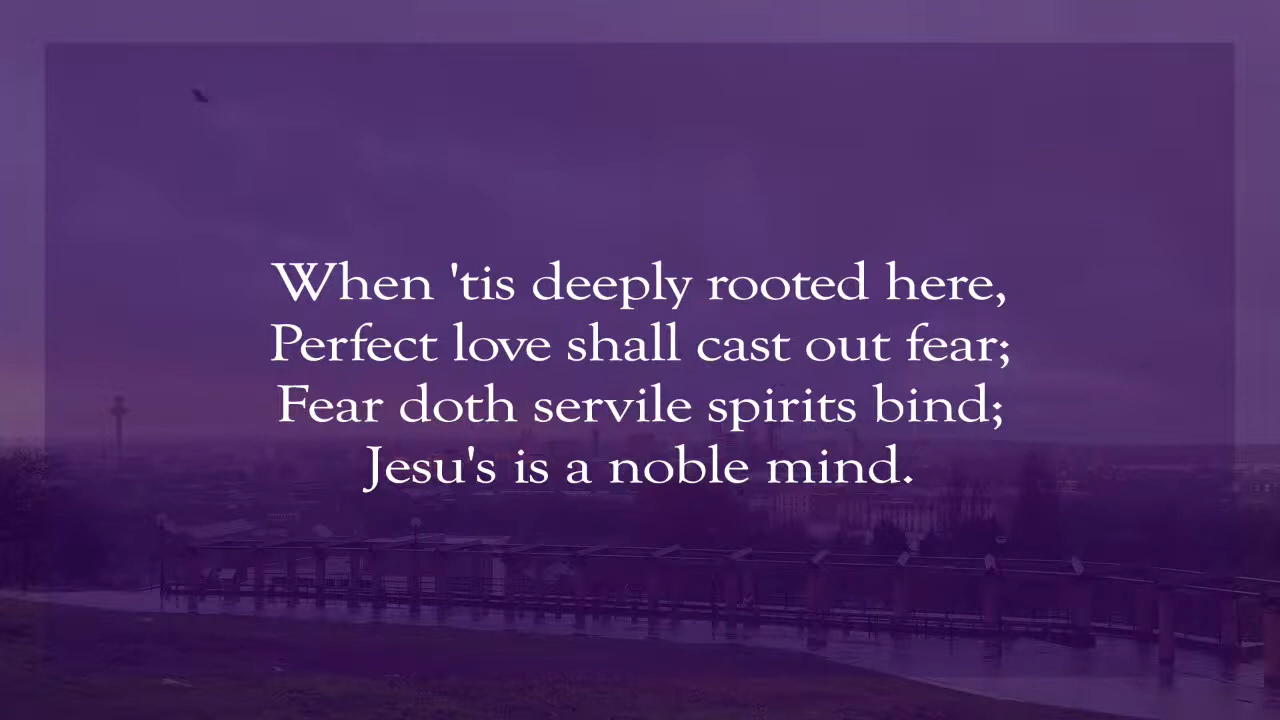 When 'tis deeply rooted here,
Perfect love shall cast out fear;
Fear doth servile spirits bind;
Jesu's is a noble mind.